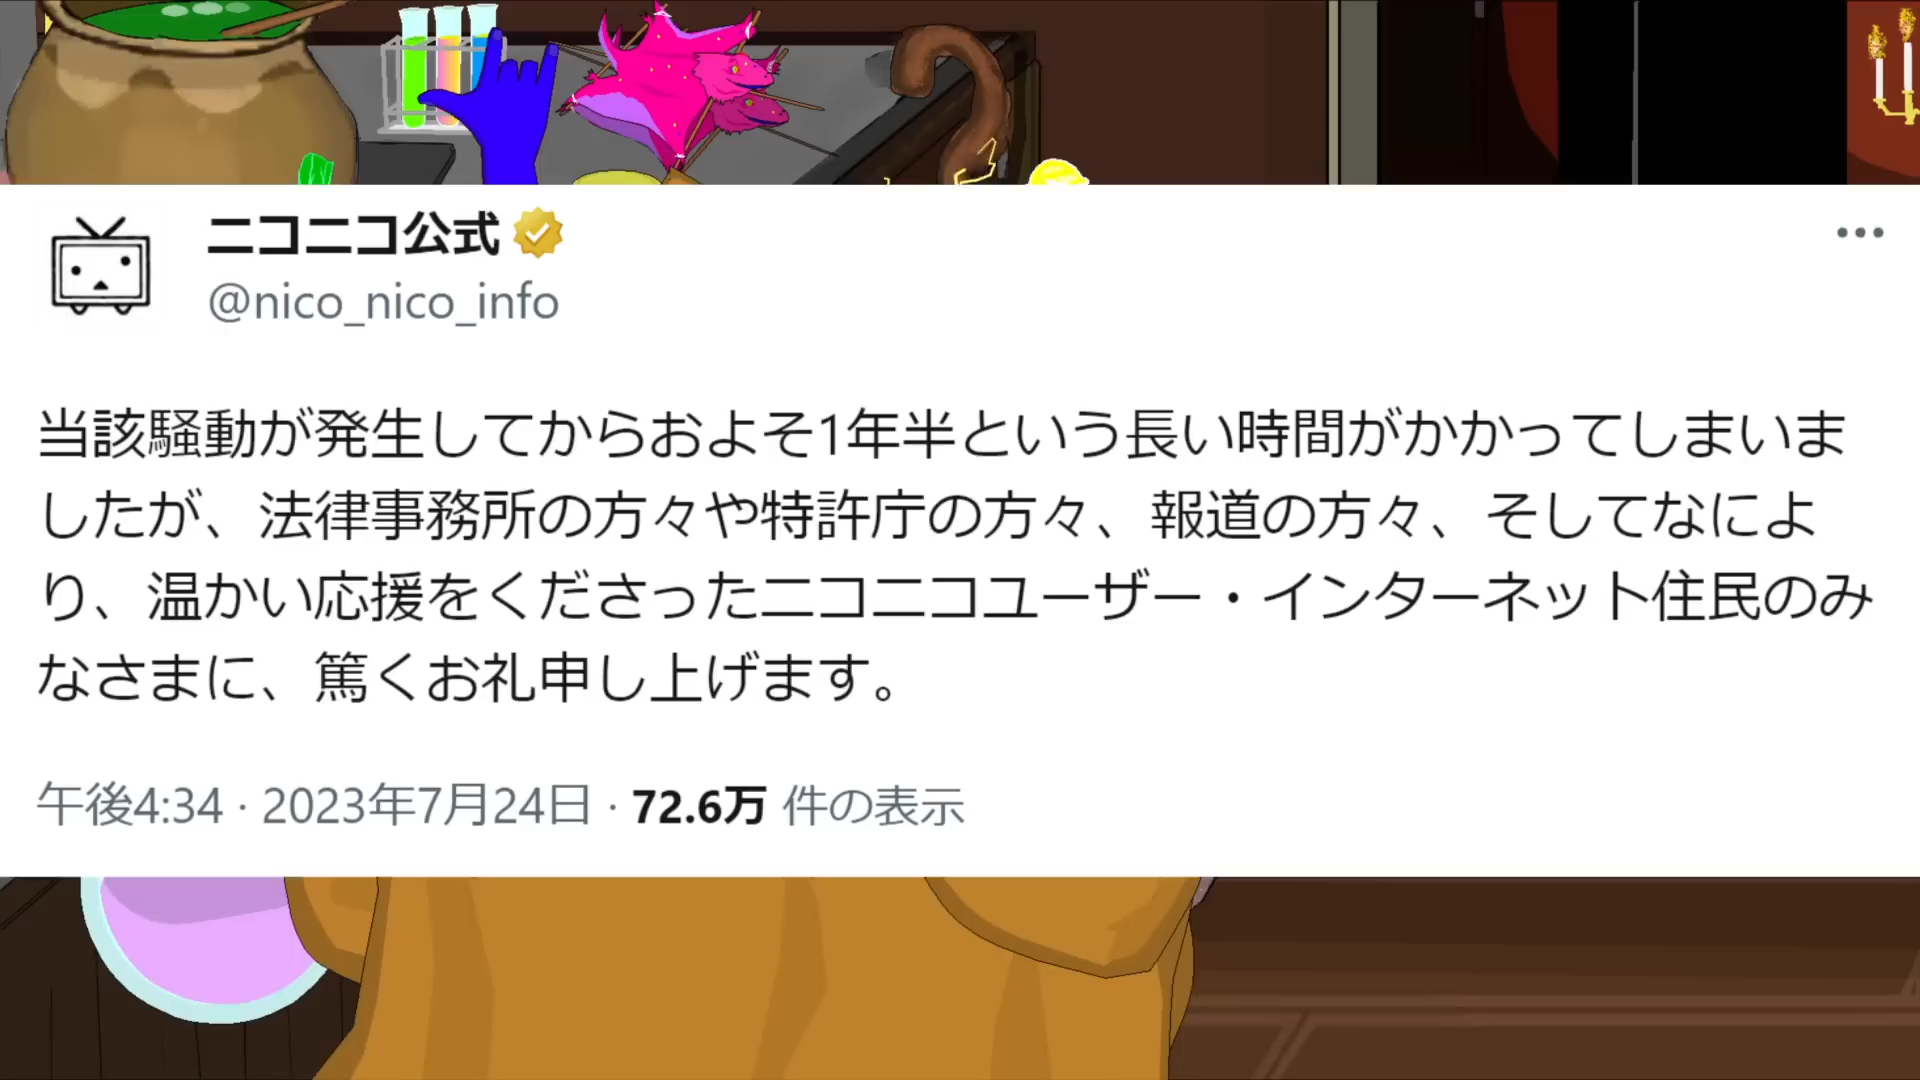 ニコニコ公式
@nico_nico_info
当該騒動が発生してからおよそ1年半という長い時間がかかってしまいま
したが、法律事務所の方々や特許庁の方々、報道の方々、そしてなによ
り、温かい応援をくださったニコニコユーザー・インターネット住民のみ
なさまに、篤くお礼申し上げます。
午後4:34 · 2023年7月24日 · 72.6万 件の表示